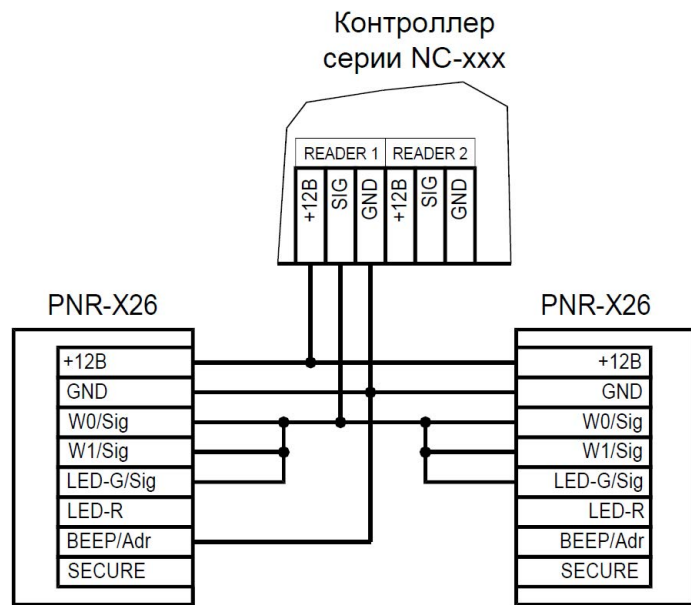 Контроллер
серии NC-xxx
READER 1 READER 2
+12В SIG GND +12В SIG GND
PNR-X26
+12В
GND
W0/Sig
W1/Sig
LED-G/Sig
LED-R
BEEP/Adr
SECURE
PNR-X26
+12В
GND
W0/Sig
W1/Sig
LED-G/Sig
LED-R
BEEP/Adr
SECURE